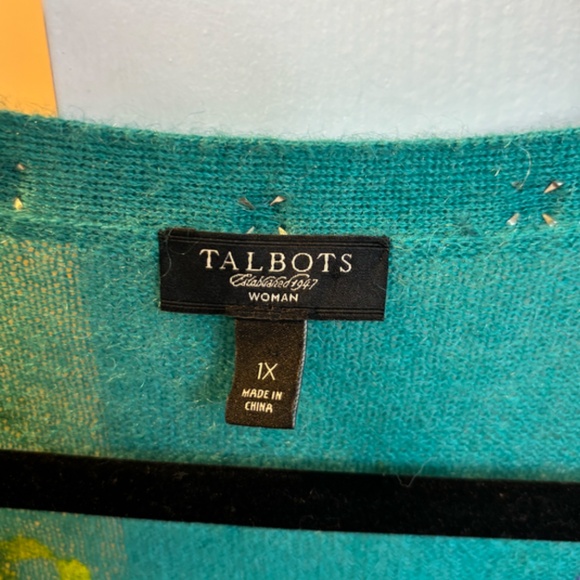 TALBOTS
Established 1947
WOMAN
1X
MADE IN
CHINA